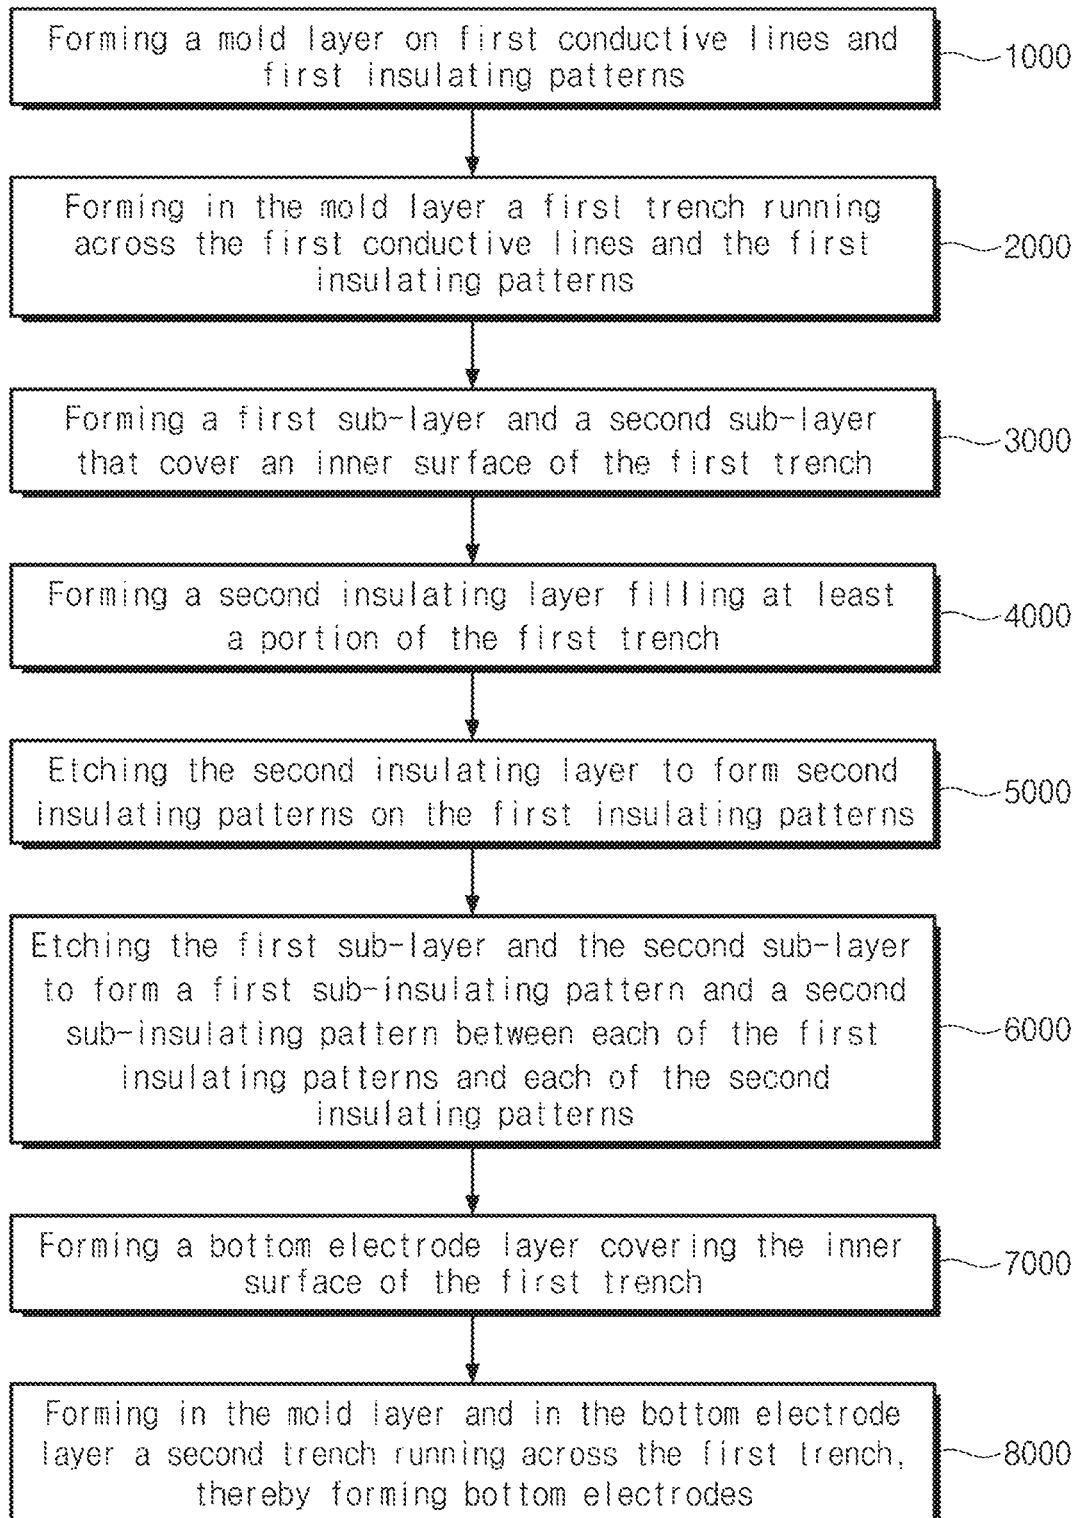 Forming a mold layer on first conductive lines and
first insulating patterns
1000
Forming in the mold layer a first trench running
across the first conductive lines and the first
insulating patterns
2000
Forming a first sub-layer and a second sub-layer
that cover an inner surface of the first trench
3000
Forming a second insulating layer filling at least
a portion of the first trench
4000
Etching the second insulating layer to form second
insulating patterns on the first insulating patterns
5000
Etching the first sub-layer and the second sub-layer
to form a first sub-insulating pattern and a second
sub-insulating pattern between each of the first
insulating patterns and each of the second
insulating patterns
6000
Forming a bottom electrode layer covering the inner
surface of the first trench
7000
Forming in the mold layer and in the bottom electrode
layer a second trench running across the first trench,
thereby forming bottom electrodes
8000